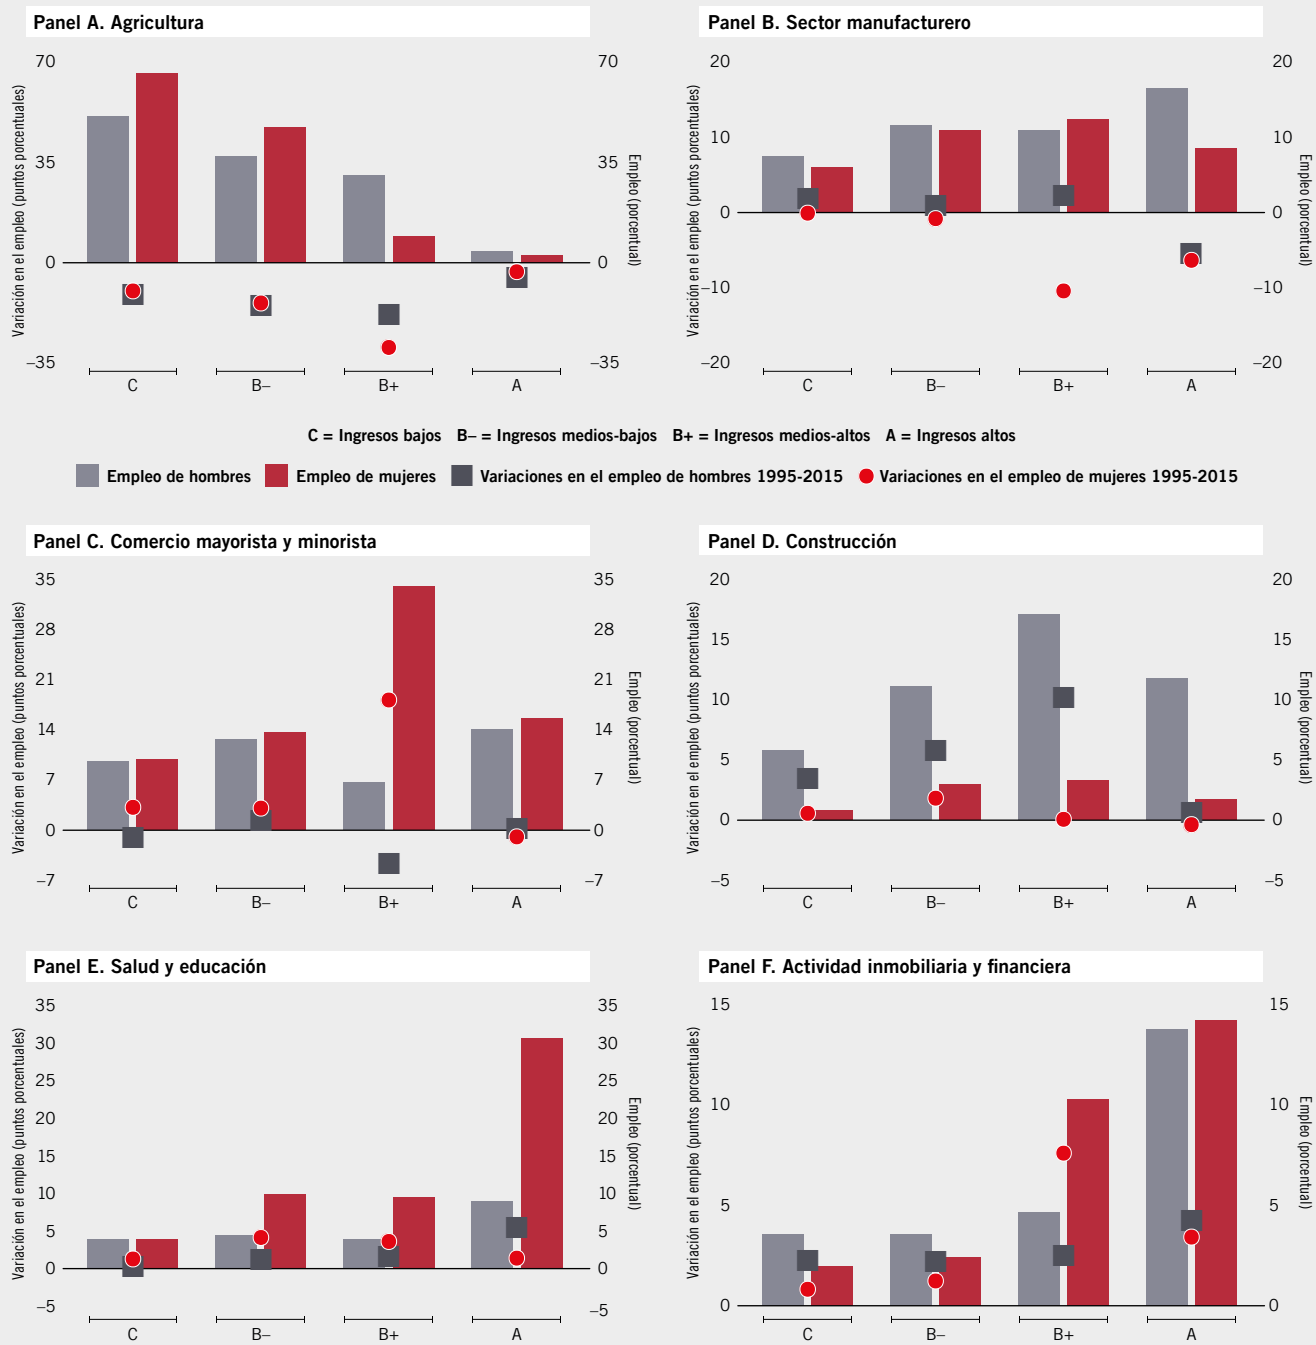 Panel A. Agricultura
Variación en el empleo (puntos porcentuales)
70
35
0
–35
70
35
0
–35
Empleo (porcentual)
C
B–
B+
A
Panel B. Sector manufacturero
Variación en el empleo (puntos porcentuales)
20
10
0
–10
–20
20
10
0
–10
–20
Empleo (porcentual)
C
B–
B+
A
C = Ingresos bajos B– = Ingresos medios-bajos B+ = Ingresos medios-altos A = Ingresos altos
Empleo de hombres Empleo de mujeres Variaciones en el empleo de hombres 1995-2015 Variaciones en el empleo de mujeres 1995-2015
Panel C. Comercio mayorista y minorista
Variación en el empleo (puntos porcentuales)
35
28
21
14
7
0
–7
35
28
21
14
7
0
–7
Empleo (porcentual)
C
B–
B+
A
Panel D. Construcción
Variación en el empleo (puntos porcentuales)
20
15
10
5
0
–5
20
15
10
5
0
–5
Empleo (porcentual)
C
B–
B+
A
Panel E. Salud y educación
Variación en el empleo (puntos porcentuales)
35
30
25
20
15
10
5
0
–5
35
30
25
20
15
10
5
0
–5
Empleo (porcentual)
C
B–
B+
A
Panel F. Actividad inmobiliaria y financiera
Variación en el empleo (puntos porcentuales)
15
10
5
0
15
10
5
0
Empleo (porcentual)
C
B–
B+
A